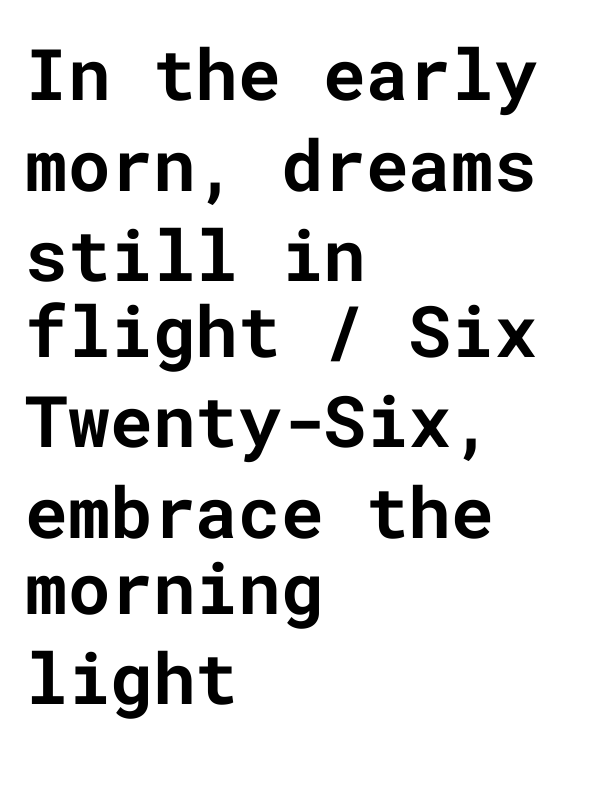 In the early
morn, dreams
still in
flight / Six
Twenty-Six,
embrace the
morning
light